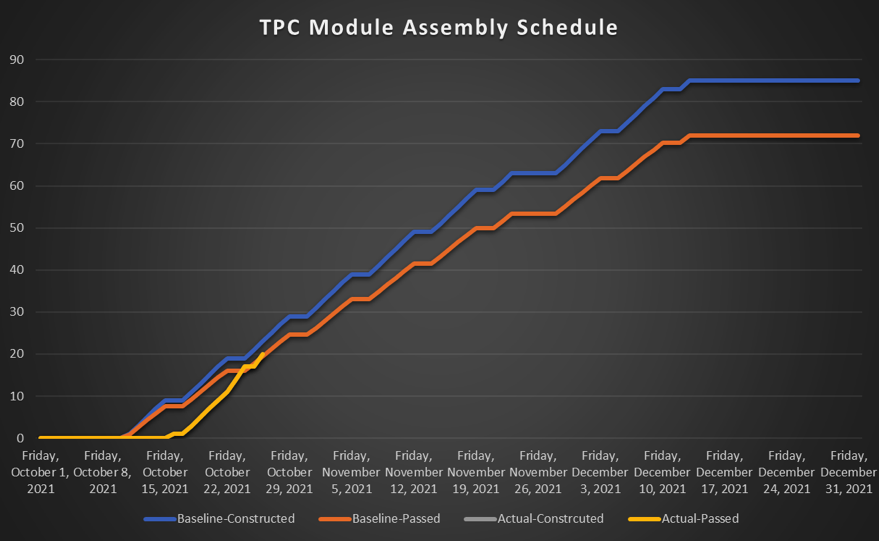 TPC Module Assembly Schedule
90
80
70
60
50
40
30
20
10
0
Friday, October 1, 2021
Friday, October 8, 2021
Friday, October 15, 2021
Friday, October 22, 2021
Friday, October 29, 2021
Friday, November 5, 2021
Friday, November 12, 2021
Friday, November 19, 2021
Friday, November 26, 2021
Friday, December 3, 2021
Friday, December 10, 2021
Friday, December 17, 2021
Friday, December 24, 2021
Friday, December 31, 2021
Baseline-Constructed
Baseline-Passed
Actual-Constrcuted
Actual-Passed